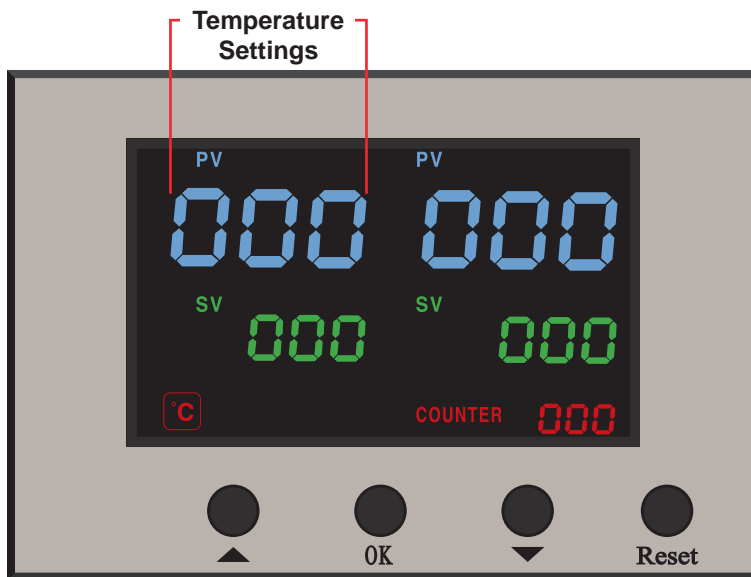 Temperature
Settings
PV PV
000 000
SV SV
000 000
°C COUNTER 000
OK Reset